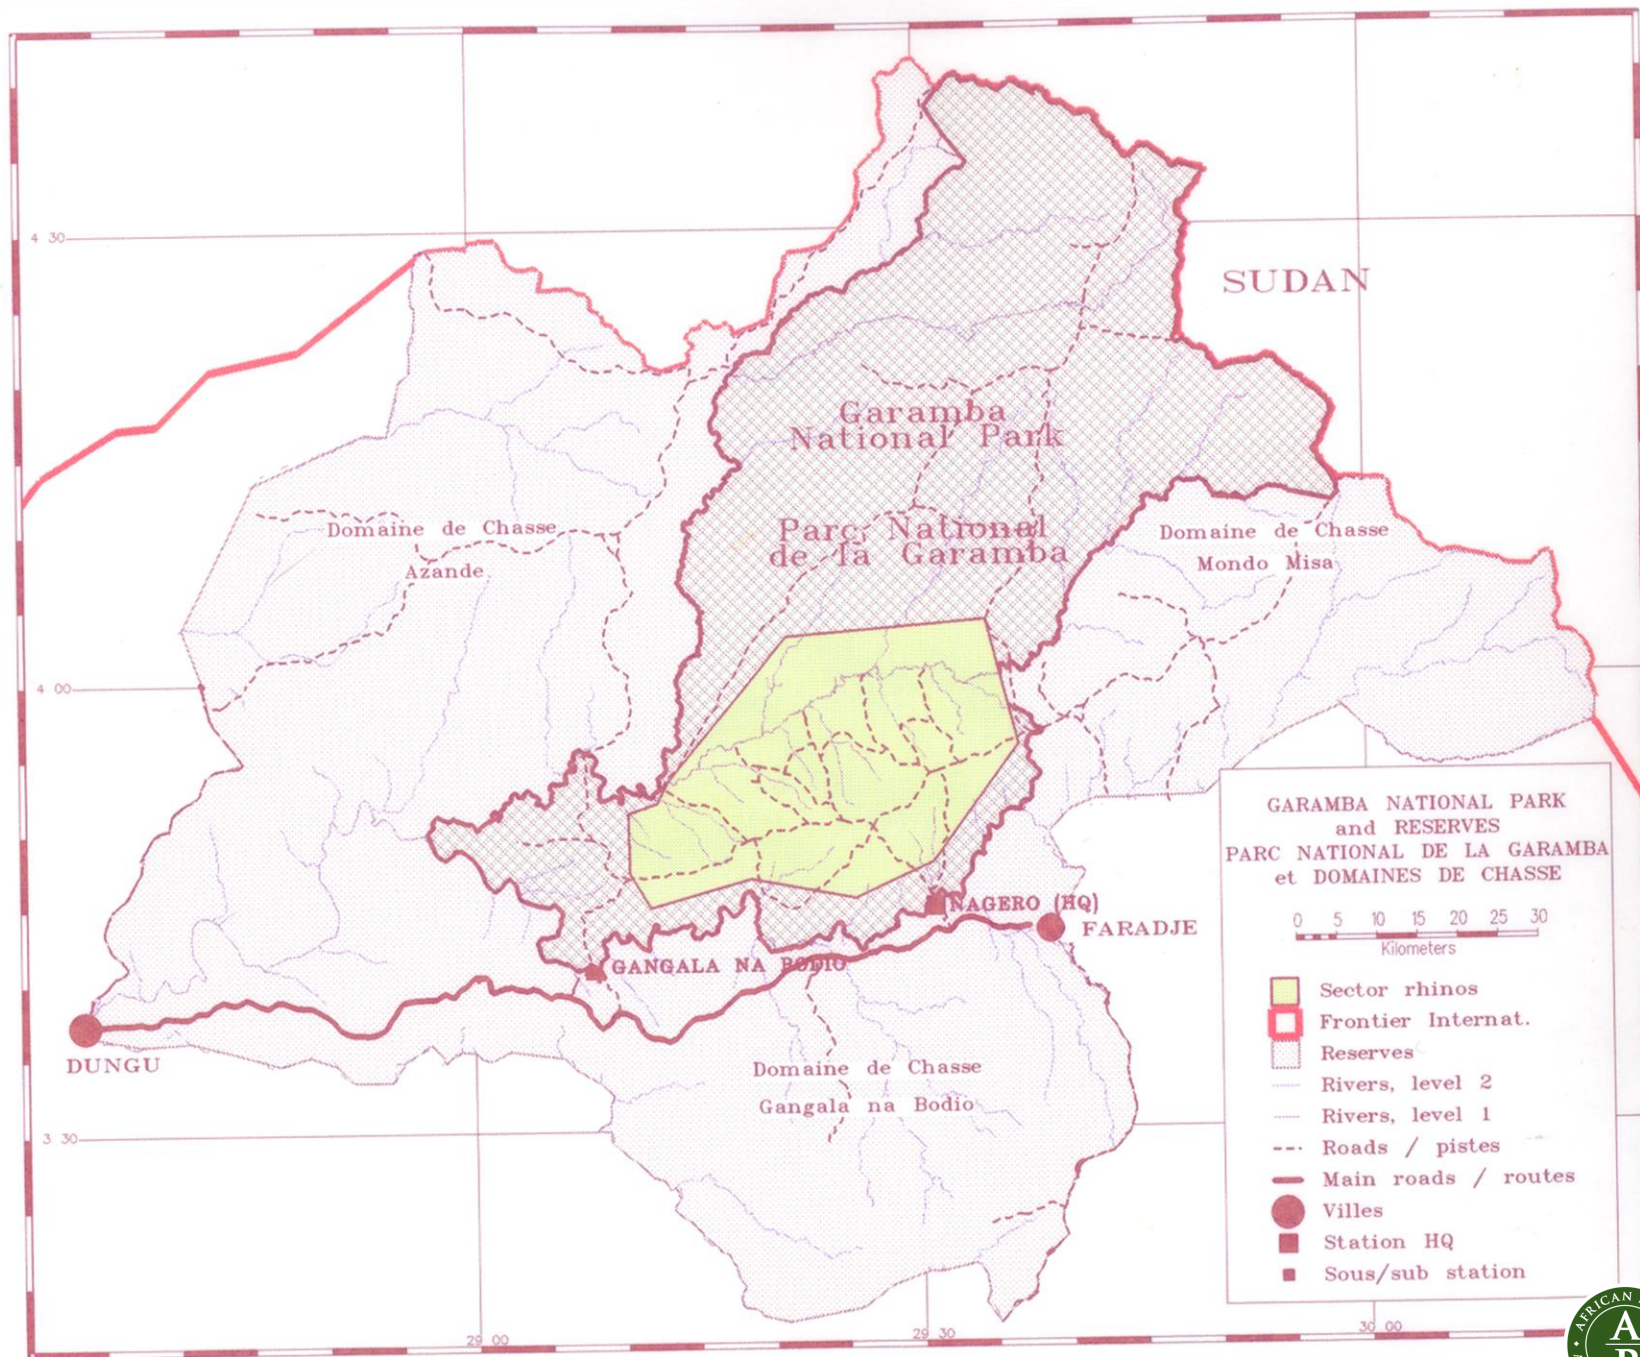 4 30
SUDAN
Garamba
National Park
Parc National
de la Garamba
Domaine de Chasse
Azande
Domaine de Chasse
Mondo Misa
4 00
NAGERO (HQ)
FARADJE
GANGALA NA BODIO
DUNGU
Domaine de Chasse
Gangala na Bodio
3 30
29 00
29 30
30 00
GARAMBA NATIONAL PARK
and RESERVES
PARC NATIONAL DE LA GARAMBA
et DOMAINES DE CHASSE
0 5 10 15 20 25 30
Kilometers
Sector rhinos
Frontier Internat.
Reserves
Rivers, level 2
Rivers, level 1
Roads / pistes
Main roads / routes
Villes
Station HQ
Sous/sub station
AFRICAN